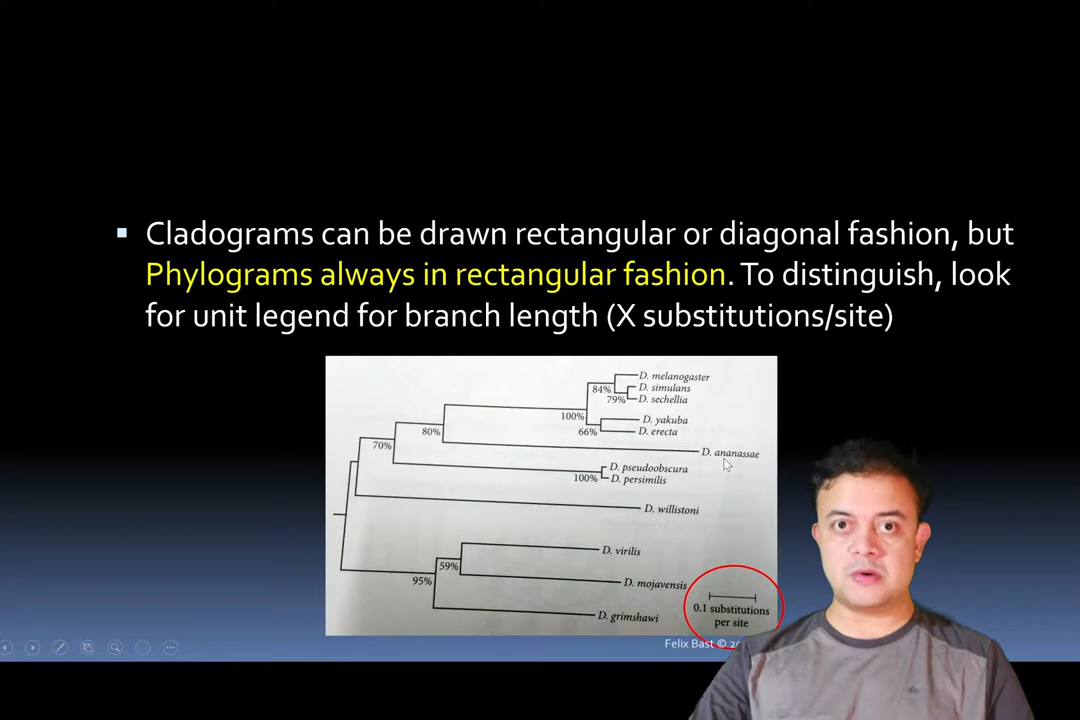 Cladograms can be drawn rectangular or diagonal fashion, but
Phylograms always in rectangular fashion. To distinguish, look
for unit legend for branch length (X substitutions/site)
D. melanogaster
84%
D. simulans
79%
D. sechellia
100%
D. yakuba
66%
D. erecta
80%
70%
D. ananassae
D. pseudoobscura
100%
D. persimilis
D. willistoni
D. virilis
59%
95%
D. mojavensis
D. grimshawi
0.1 substitutions
per site
Felix Bast ©